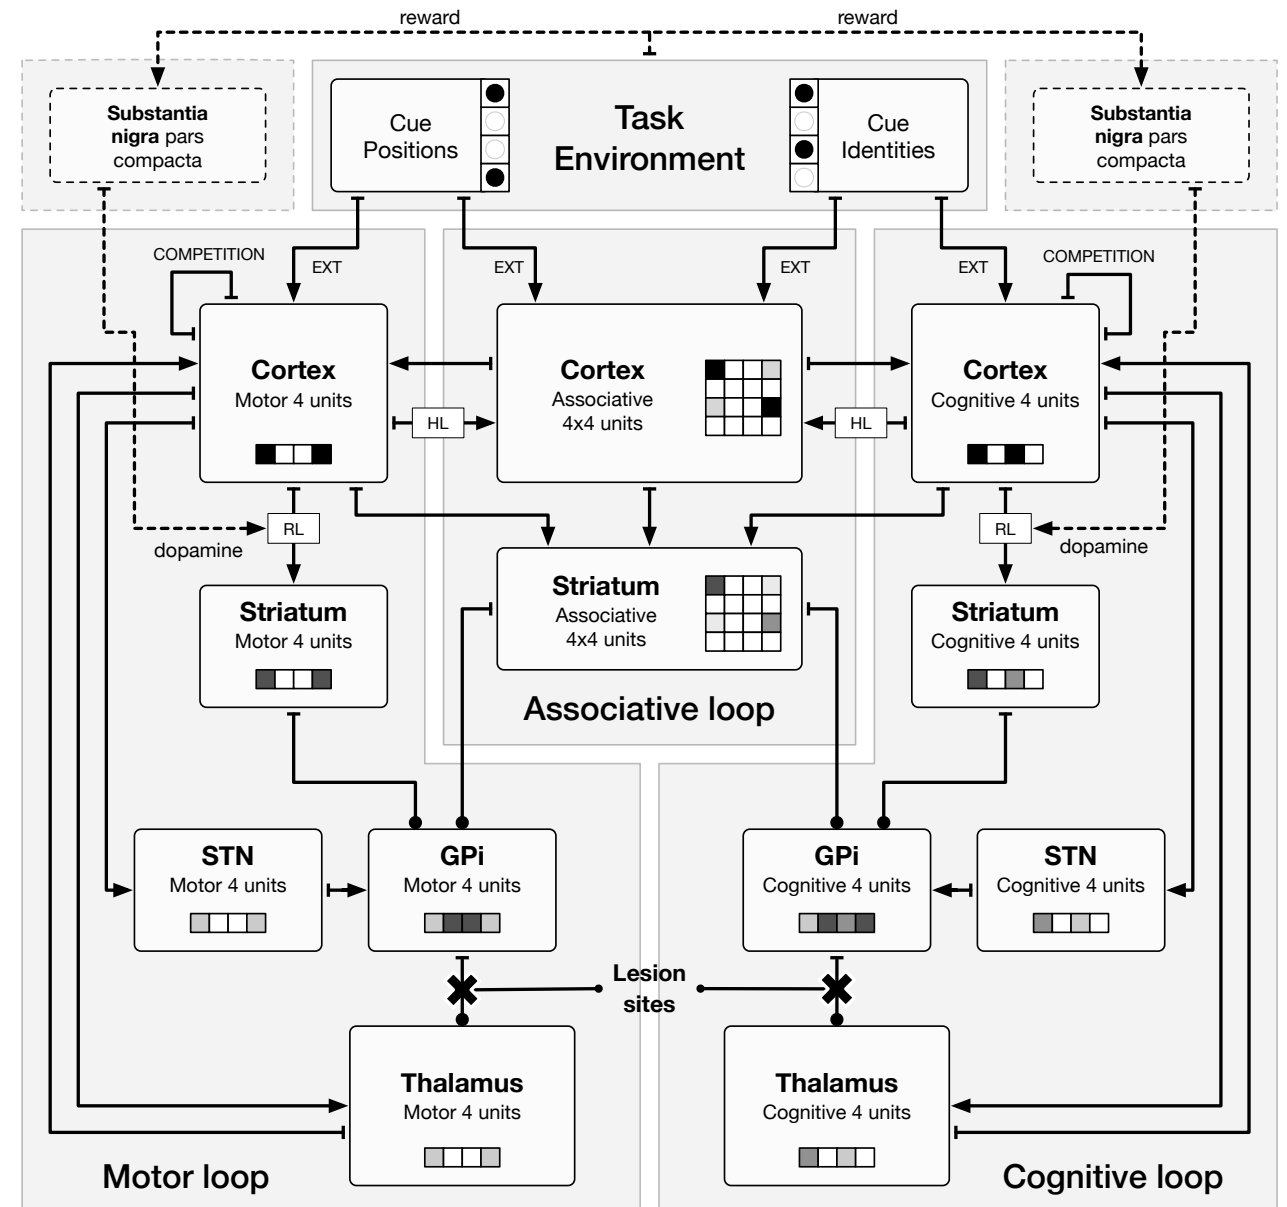 reward
reward
Substantia
nigra pars
compacta
Cue
Positions
Task
Environment
Cue
Identities
Substantia
nigra pars
compacta
COMPETITION
EXT
EXT
EXT
EXT
COMPETITION
Cortex
Motor 4 units
Cortex
Associative
4x4 units
Cortex
Cognitive 4 units
HL
HL
RL
dopamine
RL
dopamine
Striatum
Motor 4 units
Striatum
Associative
4x4 units
Striatum
Cognitive 4 units
Associative loop
STN
Motor 4 units
GPi
Motor 4 units
GPi
Cognitive 4 units
STN
Cognitive 4 units
Lesion
sites
Thalamus
Motor 4 units
Thalamus
Cognitive 4 units
Motor loop
Cognitive loop